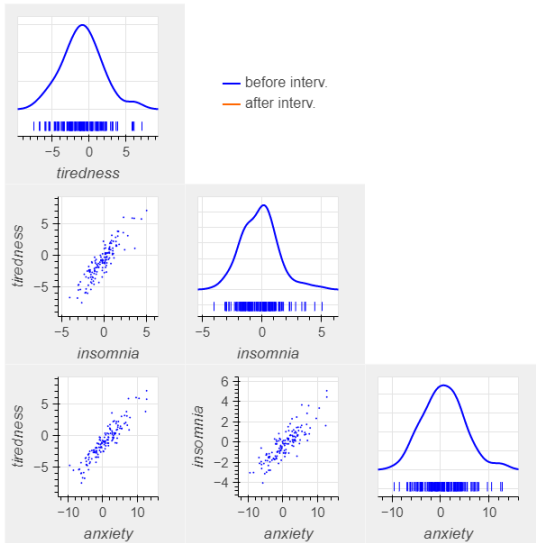 before interv.
after interv.
−5 0 5
tiredness
tiredness
5
0
−5
−5 0 5
insomnia
−5 0 5
insomnia
tiredness
5
0
−5
−10 0 10
anxiety
insomnia
6
4
2
0
−2
−4
−10 0 10
anxiety
−10 0 10
anxiety